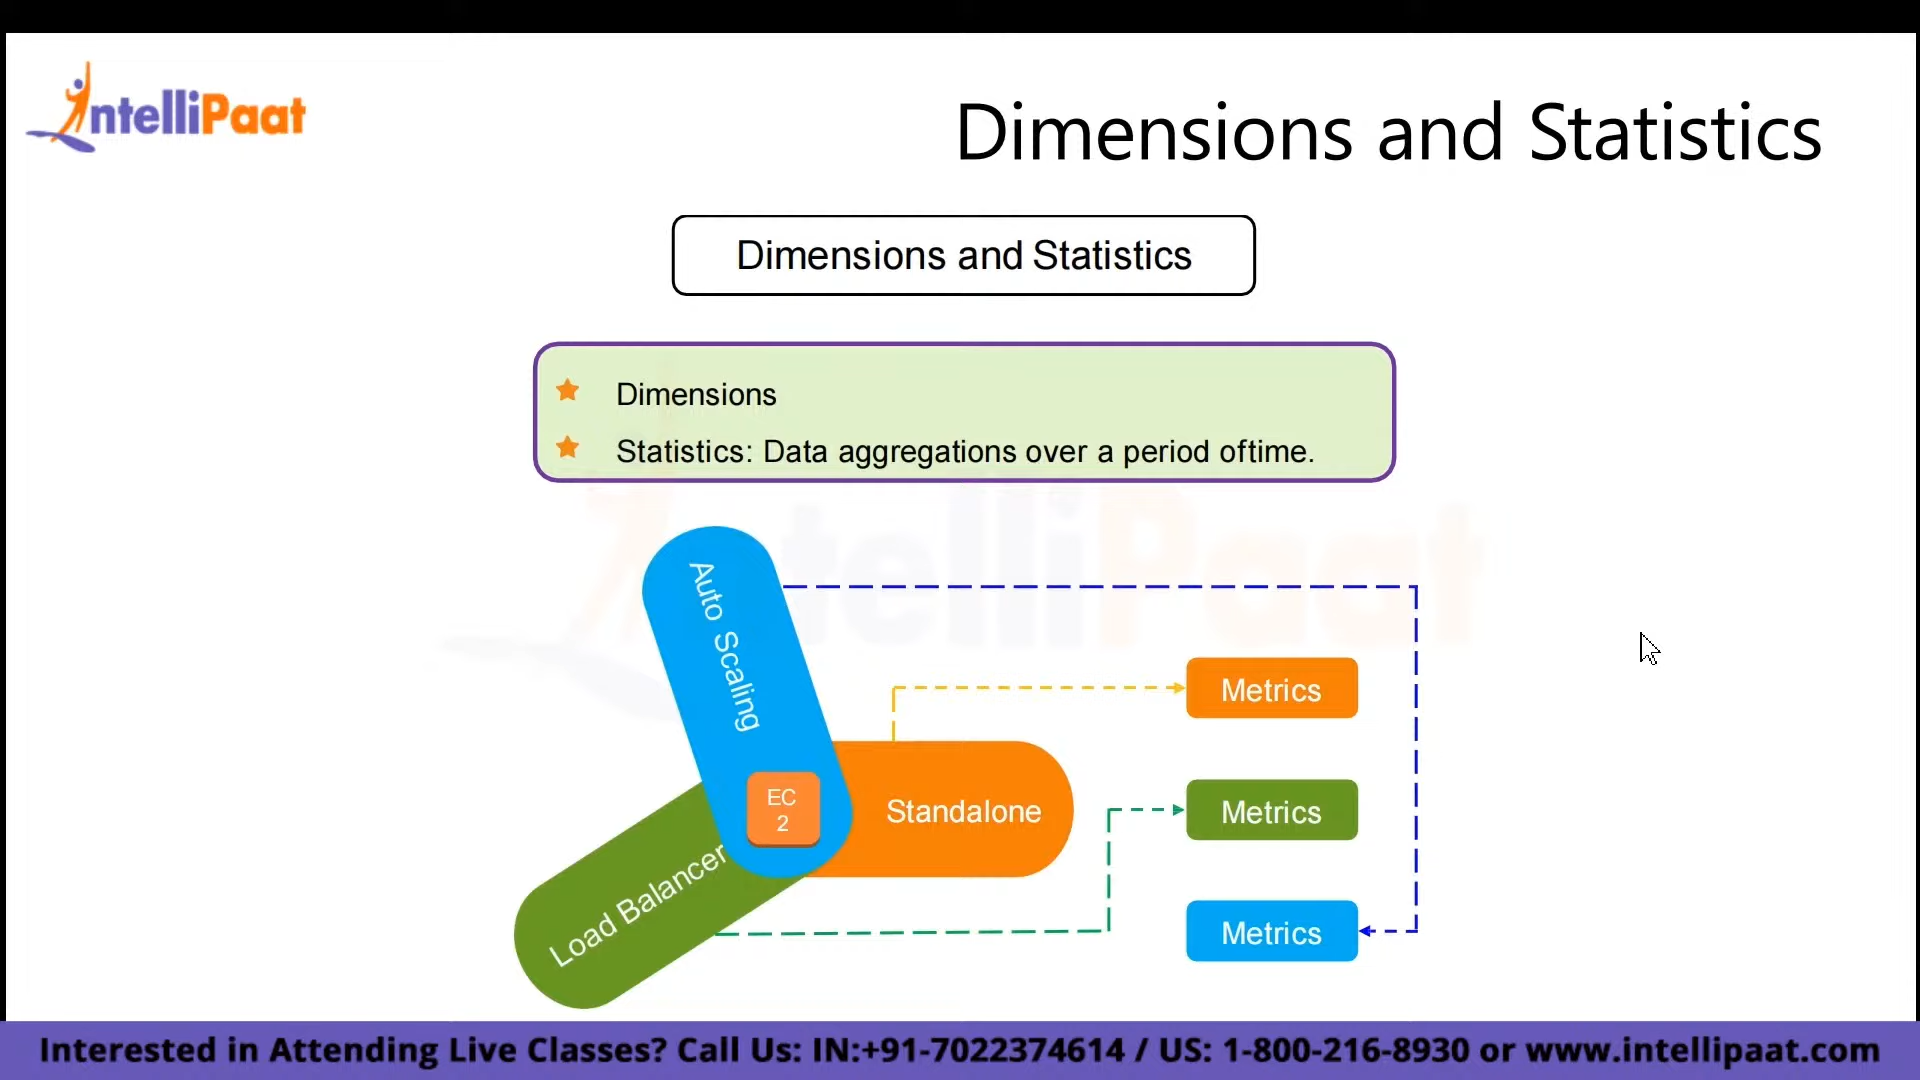 IntelliPaat
Dimensions and Statistics
Dimensions and Statistics
Dimensions
Statistics: Data aggregations over a period oftime.
IntelliPaat
Auto Scaling
Metrics
EC
2
Standalone
Metrics
Load Balancer
Metrics
Interested in Attending Live Classes? Call Us: IN:+91-7022374614 / US: 1-800-216-8930 or www.intellipaat.com